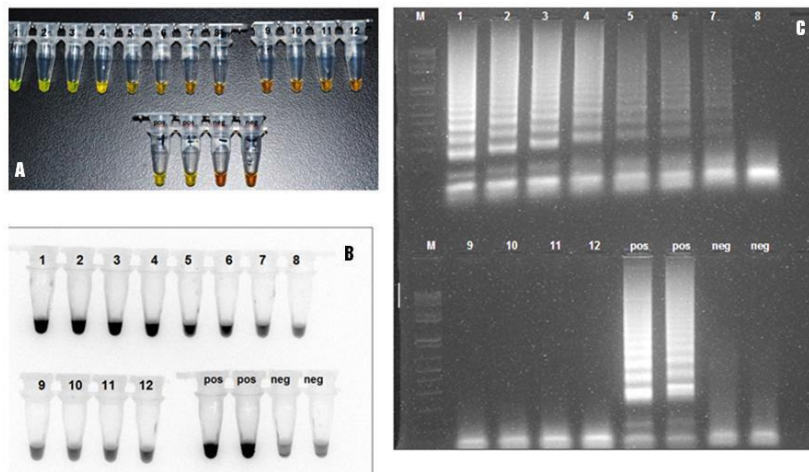 1 2 3 4 5 6 7 8 9 10 11 12
pos pos neg neg
A
B
1 2 3 4 5 6 7 8
9 10 11 12 pos pos neg neg
C
M 1 2 3 4 5 6 7 8
M 9 10 11 12 pos pos neg neg